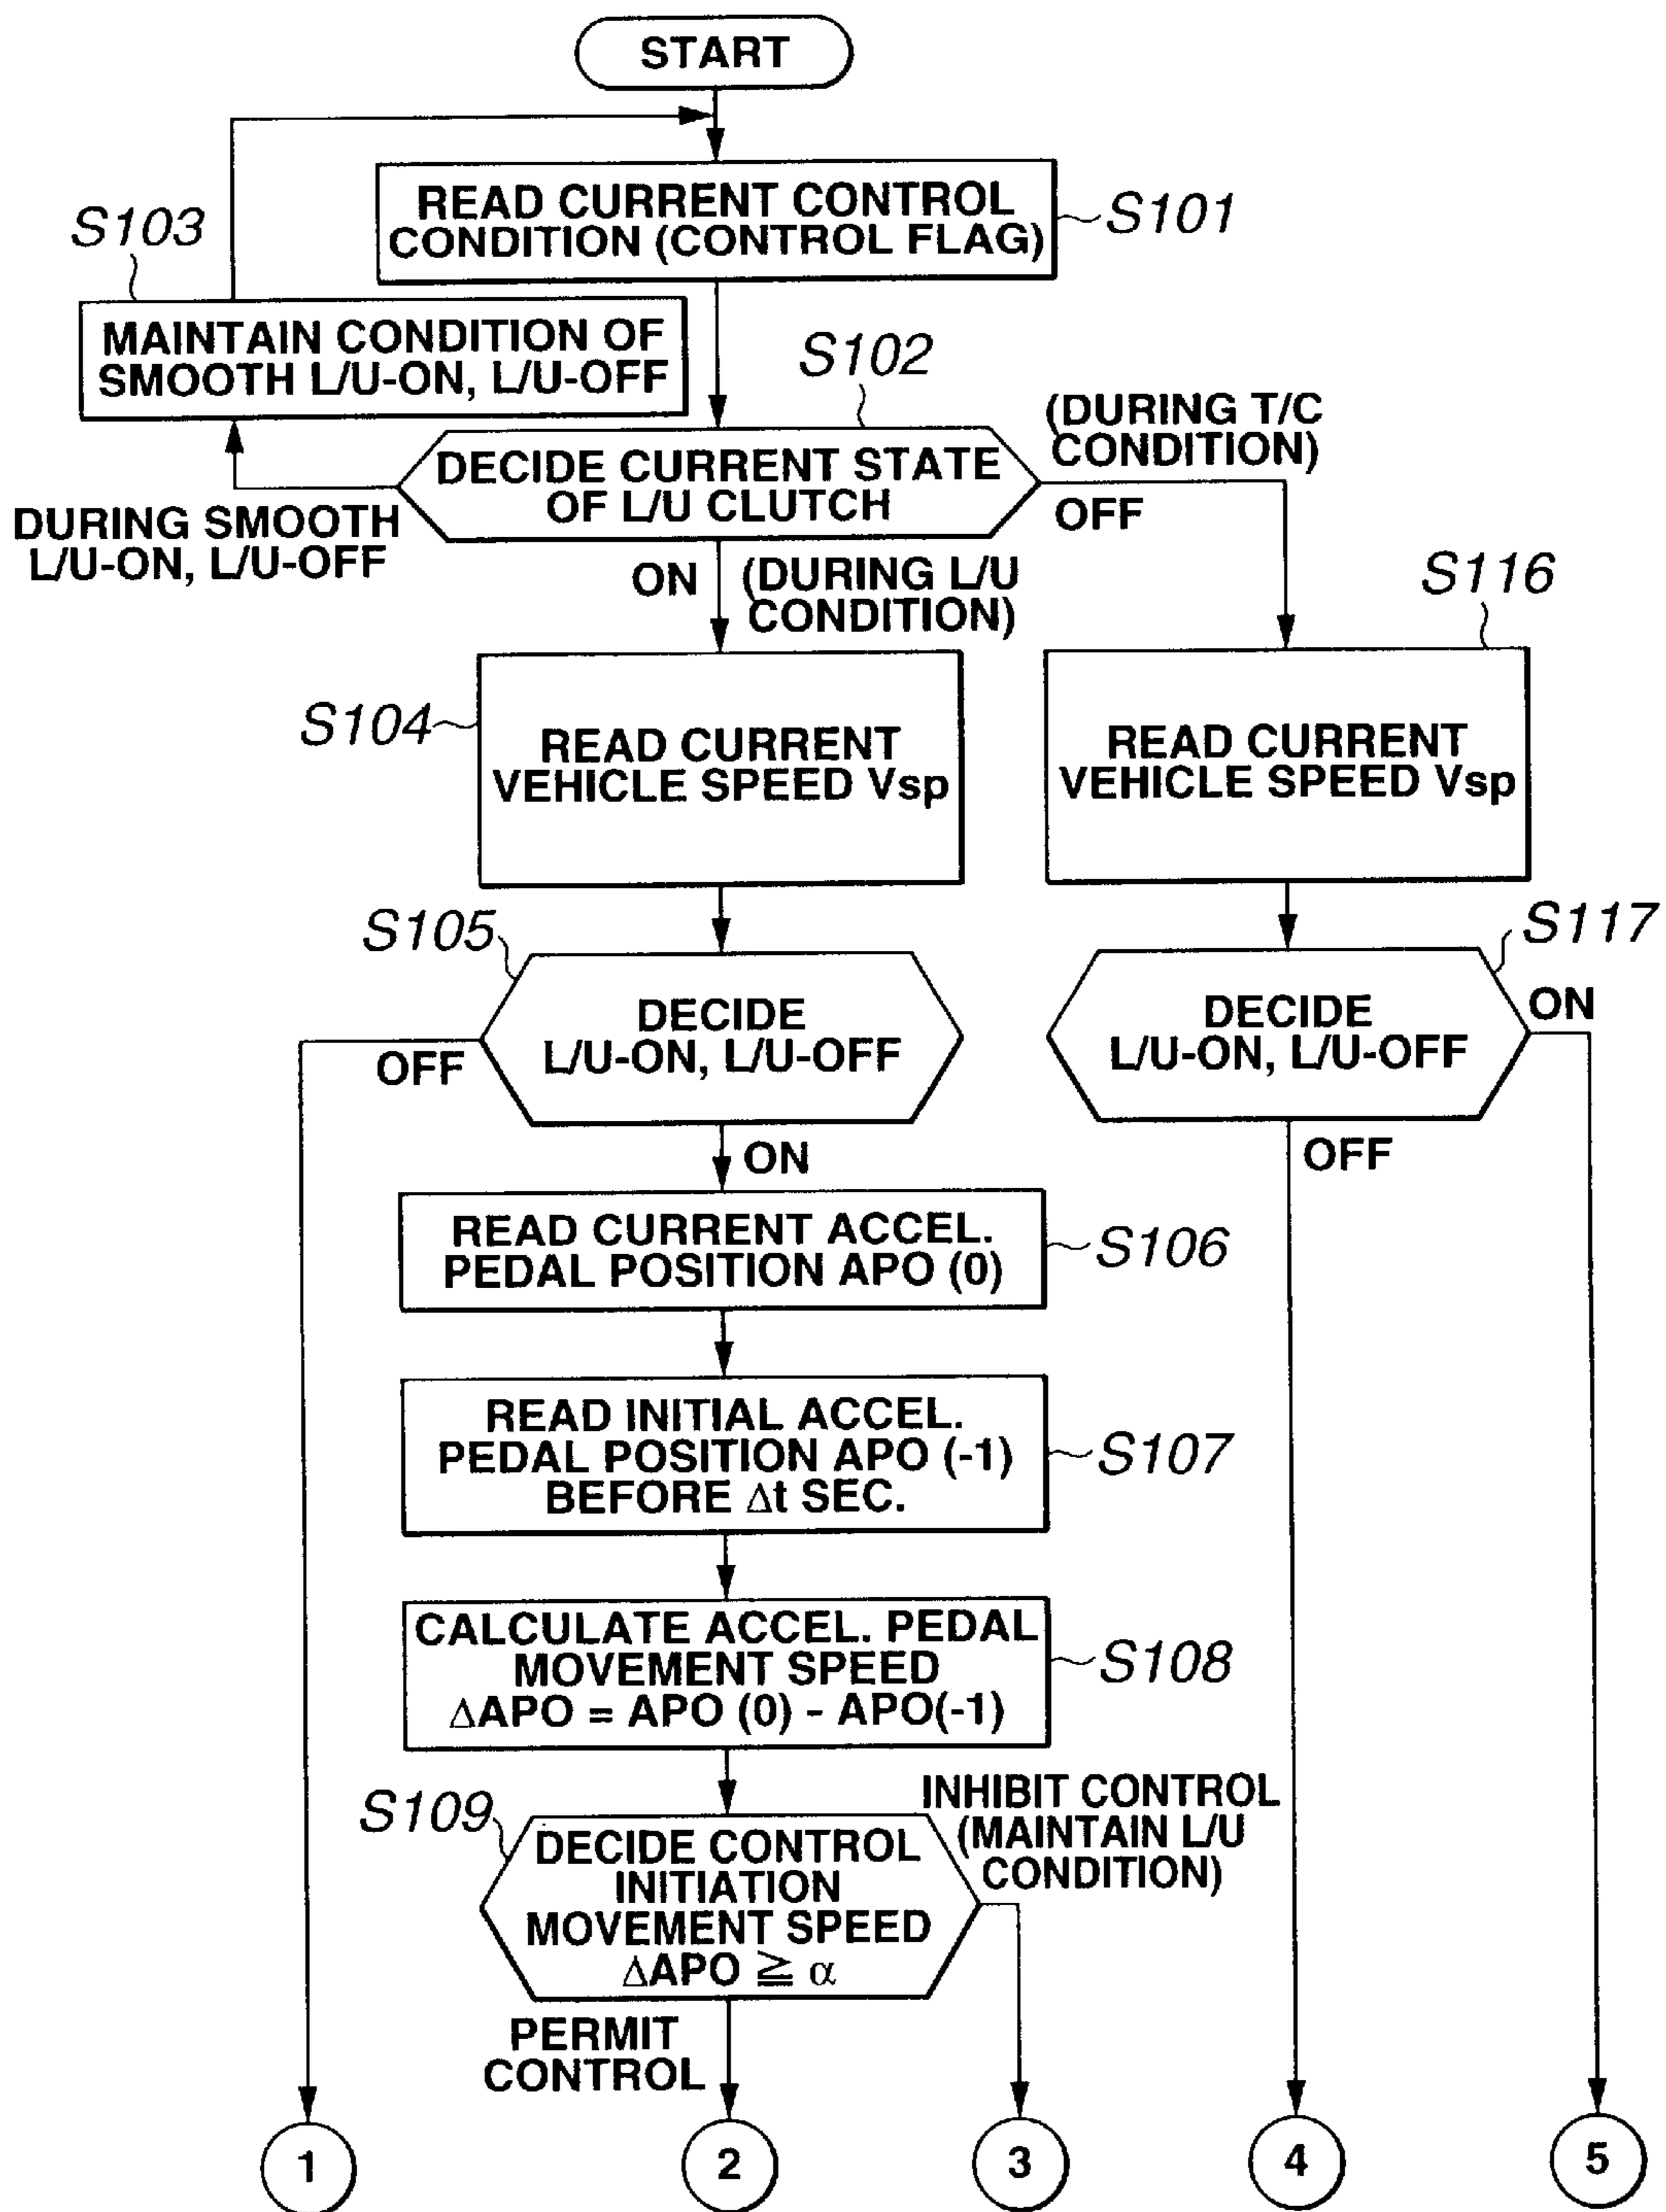 START
READ CURRENT CONTROL
CONDITION (CONTROL FLAG)
S101
S103
MAINTAIN CONDITION OF
SMOOTH L/U-ON, L/U-OFF
S102
DECIDE CURRENT STATE
OF L/U CLUTCH
(DURING T/C
CONDITION)
OFF
DURING SMOOTH
L/U-ON, L/U-OFF
ON
(DURING L/U
CONDITION)
S116
S104
READ CURRENT
VEHICLE SPEED Vsp
READ CURRENT
VEHICLE SPEED Vsp
S105
DECIDE
L/U-ON, L/U-OFF
OFF
ON
S117
DECIDE
L/U-ON, L/U-OFF
ON
OFF
READ CURRENT ACCEL.
PEDAL POSITION APO (0)
S106
READ INITIAL ACCEL.
PEDAL POSITION APO (-1)
BEFORE Δt SEC.
S107
CALCULATE ACCEL. PEDAL
MOVEMENT SPEED
ΔAPO = APO (0) - APO(-1)
S108
S109
DECIDE CONTROL
INITIATION
MOVEMENT SPEED
ΔAPO ≧ α
INHIBIT CONTROL
(MAINTAIN L/U
CONDITION)
PERMIT
CONTROL
1
2
3
4
5